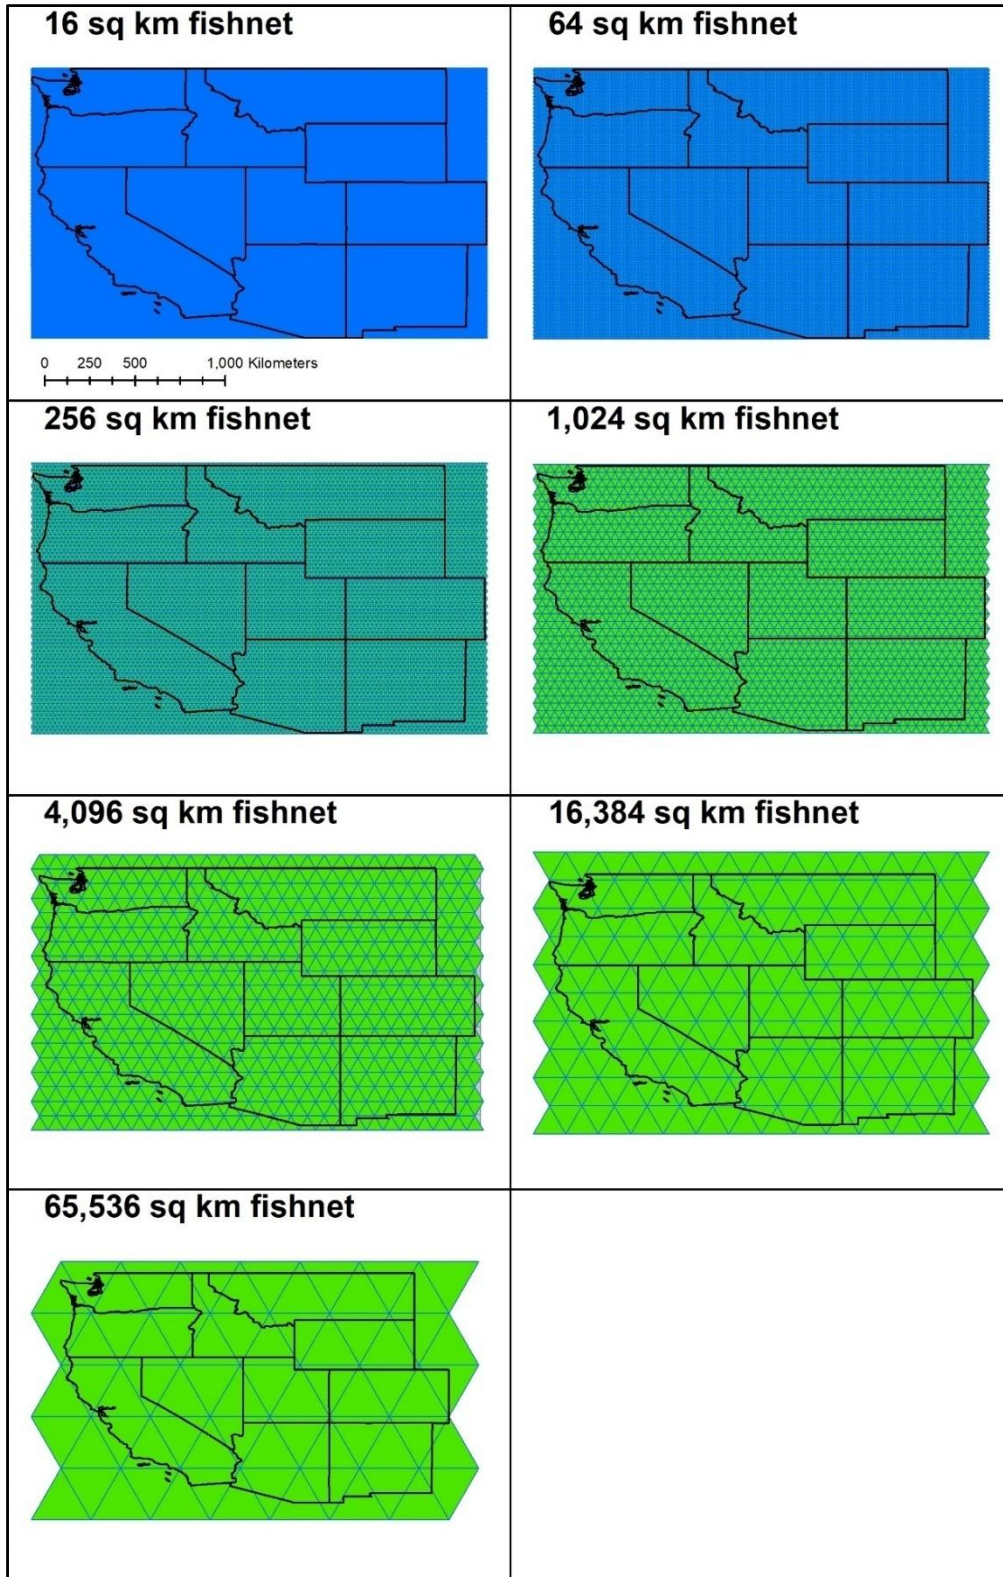 16 sq km fishnet
64 sq km fishnet
0 250 500 1,000 Kilometers
256 sq km fishnet
1,024 sq km fishnet
4,096 sq km fishnet
16,384 sq km fishnet
65,536 sq km fishnet